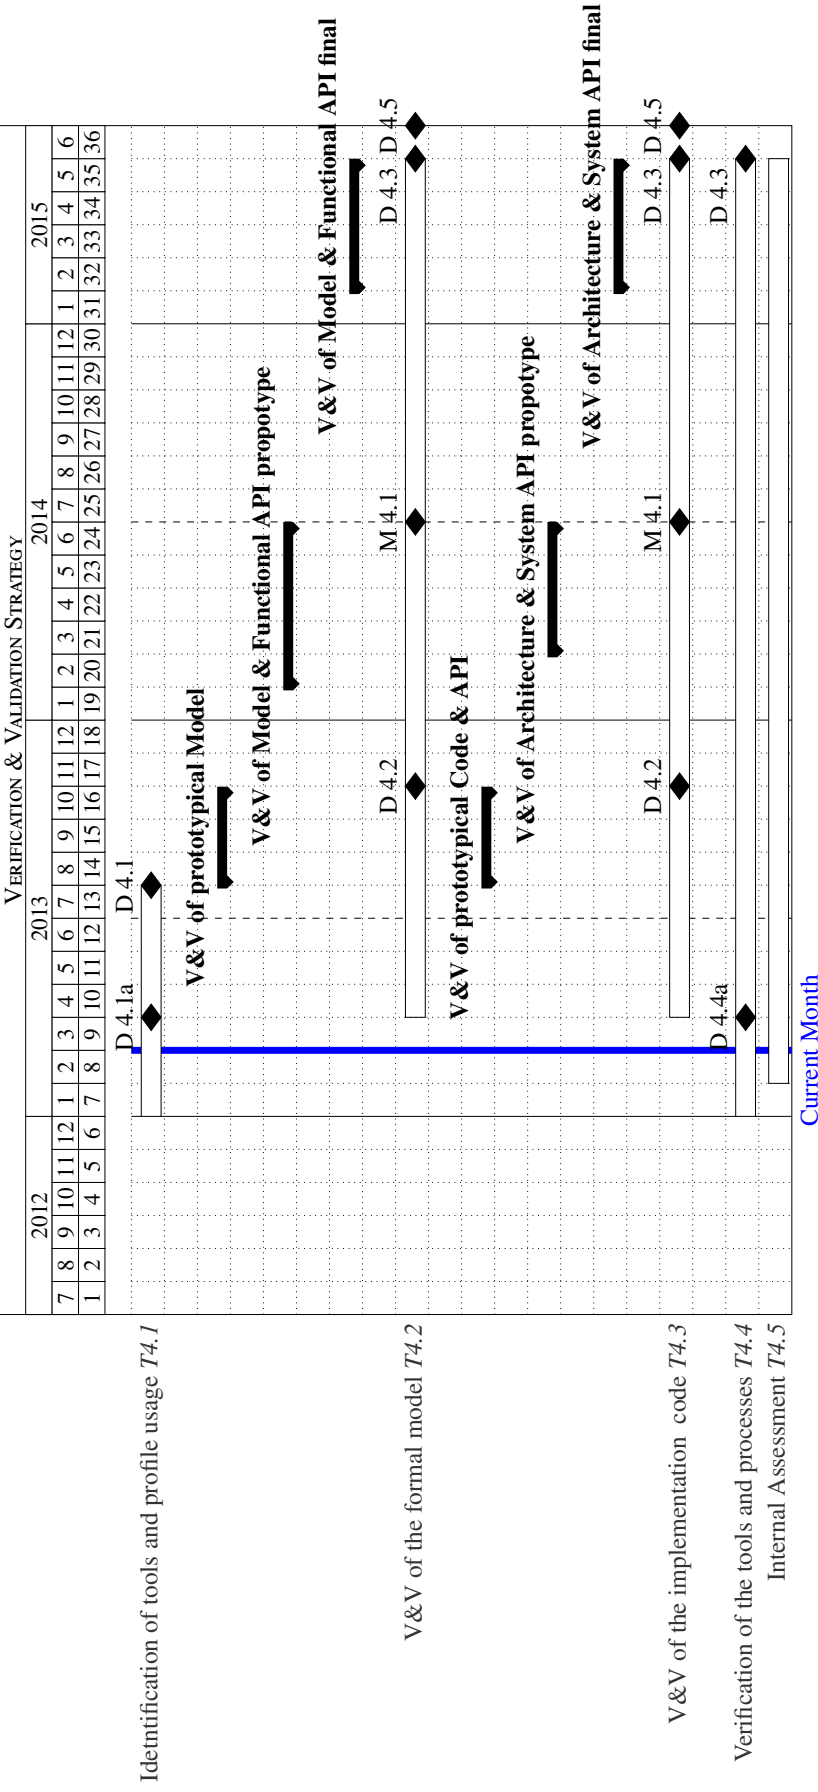 VERIFICATION & VALIDATION STRATEGY
2012 2013 2014 2015
7 8 9 10 11 12 1 2 3 4 5 6 7 8 9 10 11 12 1 2 3 4 5 6 7 8 9 10 11 12 1 2 3 4 5 6
1 2 3 4 5 6 7 8 9 10 11 12 13 14 15 16 17 18 19 20 21 22 23 24 25 26 27 28 29 30 31 32 33 34 35 36
D 4.1a D 4.1
Idetntification of tools and profile usage T4.1
V&V of prototypical Model
V&V of Model & Functional API propotype
V&V of Model & Functional API final
D 4.2 M 4.1 D 4.3 D 4.5
V&V of the formal model T4.2
V&V of prototypical Code & API
V&V of Architecture & System API propotype
V&V of Architecture & System API final
D 4.2 M 4.1 D 4.3 D 4.5
V&V of the implementation code T4.3
D 4.4a D 4.3
Verification of the tools and processes T4.4
Internal Assessment T4.5
Current Month